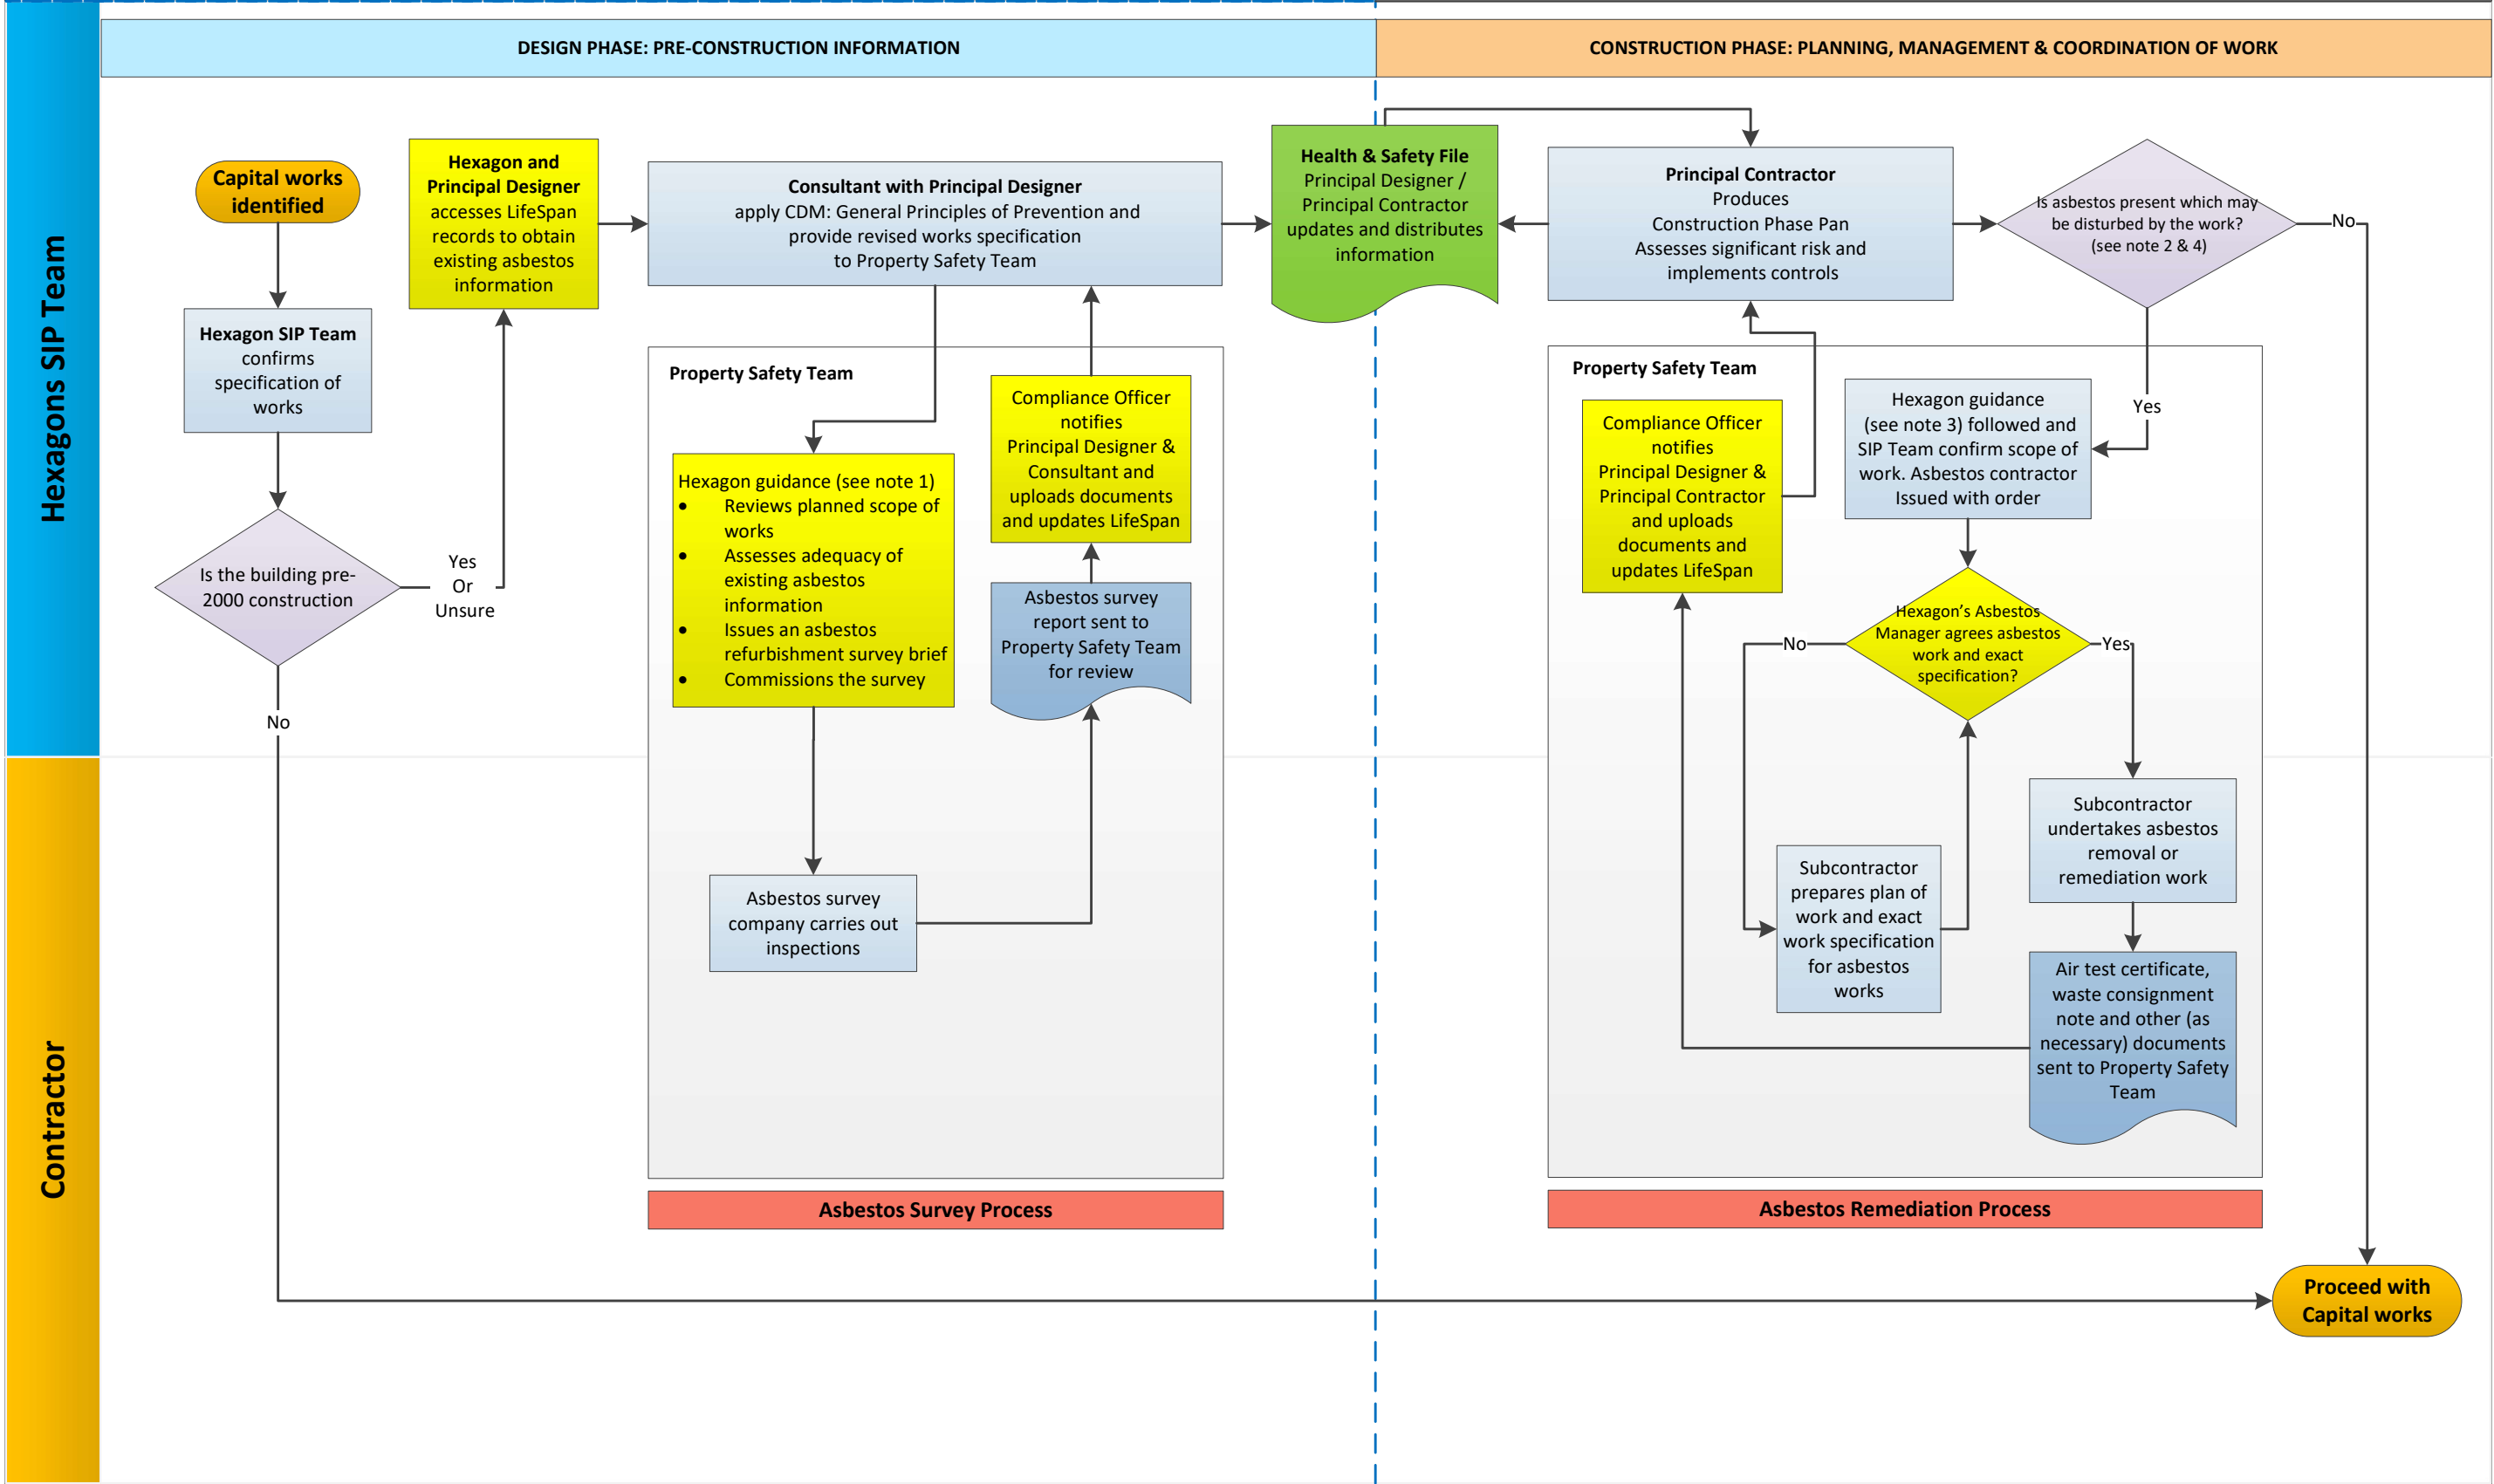 DESIGN PHASE: PRE-CONSTRUCTION INFORMATION
CONSTRUCTION PHASE: PLANNING, MANAGEMENT & COORDINATION OF WORK
Hexagons SIP Team
Contractor
Capital works
identified
Hexagon SIP Team
confirms
specification of
works
Is the building pre-
2000 construction
Yes
Or
Unsure
No
Hexagon and
Principal Designer
accesses LifeSpan
records to obtain
existing asbestos
information
Consultant with Principal Designer
apply CDM: General Principles of Prevention and
provide revised works specification
to Property Safety Team
Property Safety Team
Hexagon guidance (see note 1)
• Reviews planned scope of
works
• Assesses adequacy of
existing asbestos
information
• Issues an asbestos
refurbishment survey brief
• Commissions the survey
Asbestos survey
company carries out
inspections
Asbestos survey
report sent to
Property Safety Team
for review
Compliance Officer
notifies
Principal Designer &
Consultant and
uploads documents
and updates LifeSpan
Asbestos Survey Process
Health & Safety File
Principal Designer /
Principal Contractor
updates and distributes
information
Principal Contractor
Produces
Construction Phase Pan
Assesses significant risk and
implements controls
Is asbestos present which may
be disturbed by the work?
(see note 2 & 4)
No
Yes
Property Safety Team
Compliance Officer
notifies
Principal Designer &
Principal Contractor
and uploads
documents and
updates LifeSpan
Hexagon guidance
(see note 3) followed and
SIP Team confirm scope of
work. Asbestos contractor
Issued with order
Hexagon's Asbestos
Manager agrees asbestos
work and exact
specification?
No
Yes
Subcontractor
prepares plan of
work and exact
work specification
for asbestos
works
Subcontractor
undertakes asbestos
removal or
remediation work
Air test certificate,
waste consignment
note and other (as
necessary) documents
sent to Property Safety
Team
Asbestos Remediation Process
Proceed with
Capital works